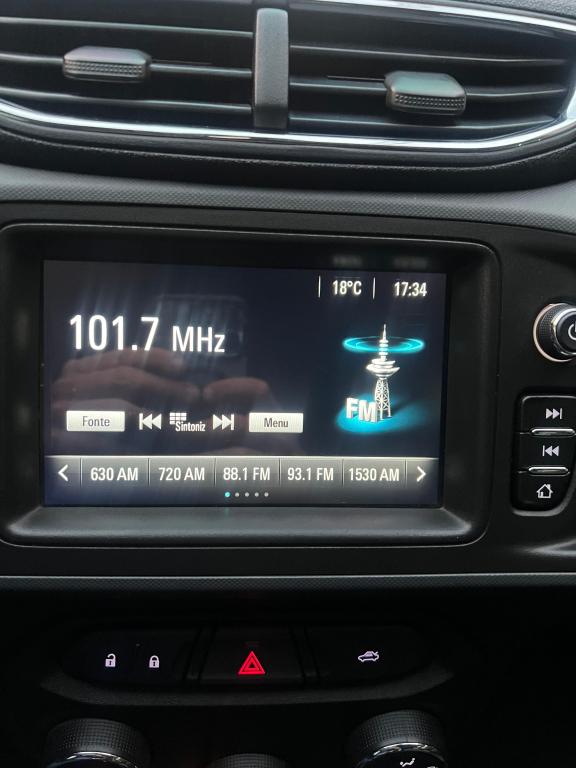 18°C 17:34
101.7 MHz
FM
Fonte Sintoniz Menu
630 AM 720 AM 88.1 FM 93.1 FM 1530 AM